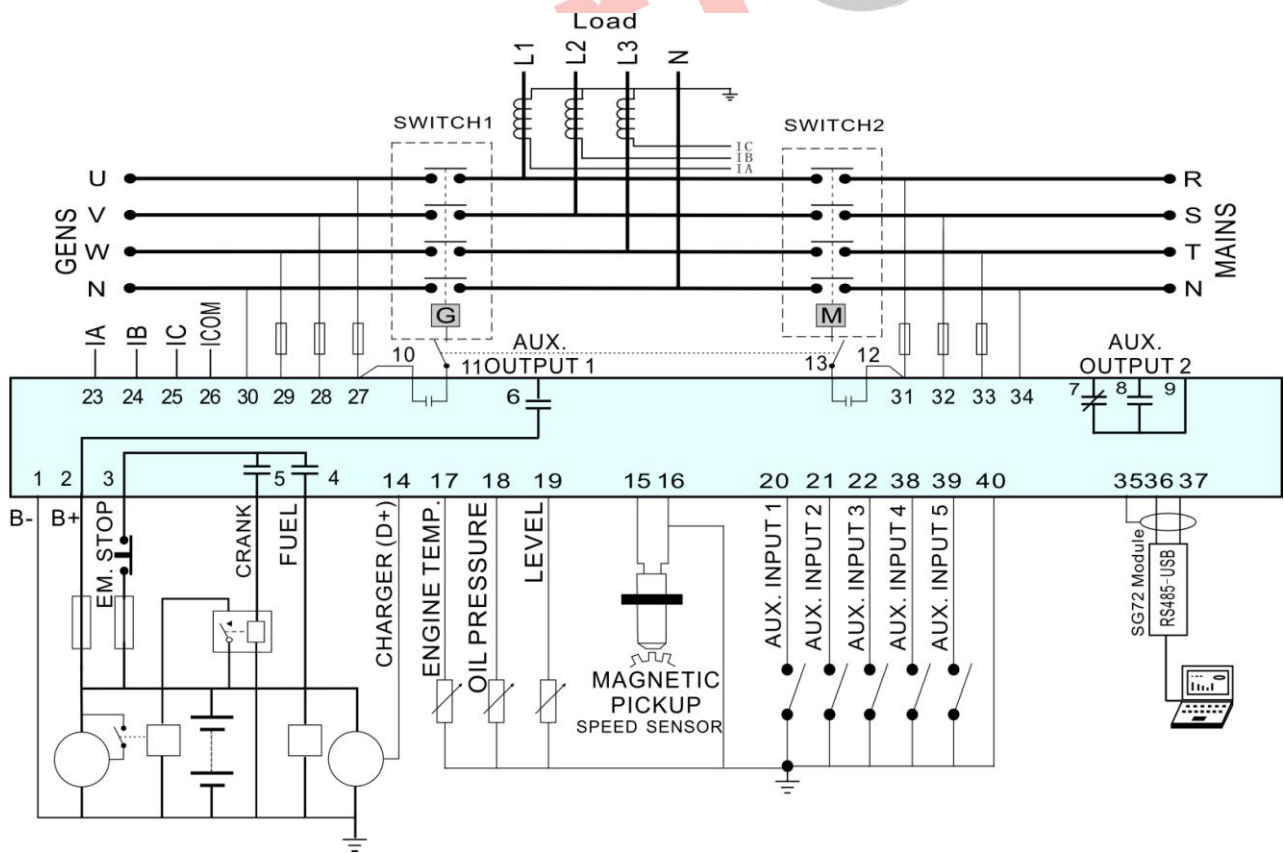 Load
L1 L2 L3 N
SWITCH1
SWITCH2
IC
IB
IA
U
V
W
N
GENS
R
S
T
N
MAINS
G
M
IA IB IC ICOM
10
11
AUX.
OUTPUT 1
13
12
AUX.
OUTPUT 2
23 24 25 26 30 29 28 27
6
31 32 33 34
7 8 9
1 2 3 5 4 14 17 18 19 15 16 20 21 22 38 39 40 35 36 37
B- B+
EM. STOP
CRANK
FUEL
CHARGER (D+)
ENGINE TEMP.
OIL PRESSURE
LEVEL
MAGNETIC
PICKUP
SPEED SENSOR
AUX. INPUT 1
AUX. INPUT 2
AUX. INPUT 3
AUX. INPUT 4
AUX. INPUT 5
SG72 Module
RS485-USB